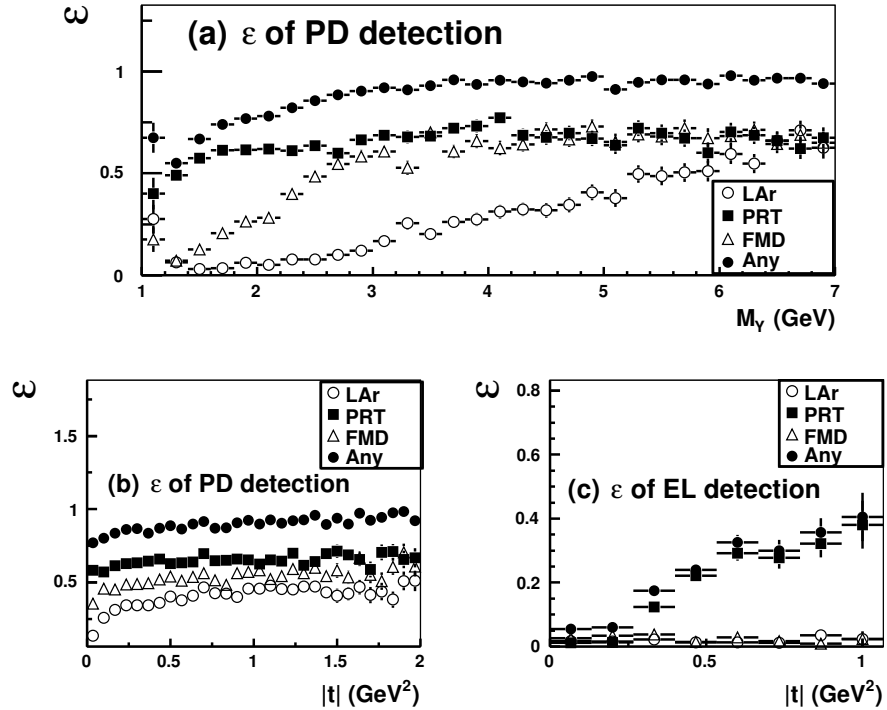 (a) ε of PD detection
ε
1
0.5
0
LAr
PRT
FMD
Any
1 2 3 4 5 6 7
M_Y (GeV)
(b) ε of PD detection
ε
1.5
1
0.5
LAr
PRT
FMD
Any
0 0.5 1 1.5 2
|t| (GeV²)
(c) ε of EL detection
ε
0.8
0.6
0.4
0.2
0
LAr
PRT
FMD
Any
0 0.5 1
|t| (GeV²)